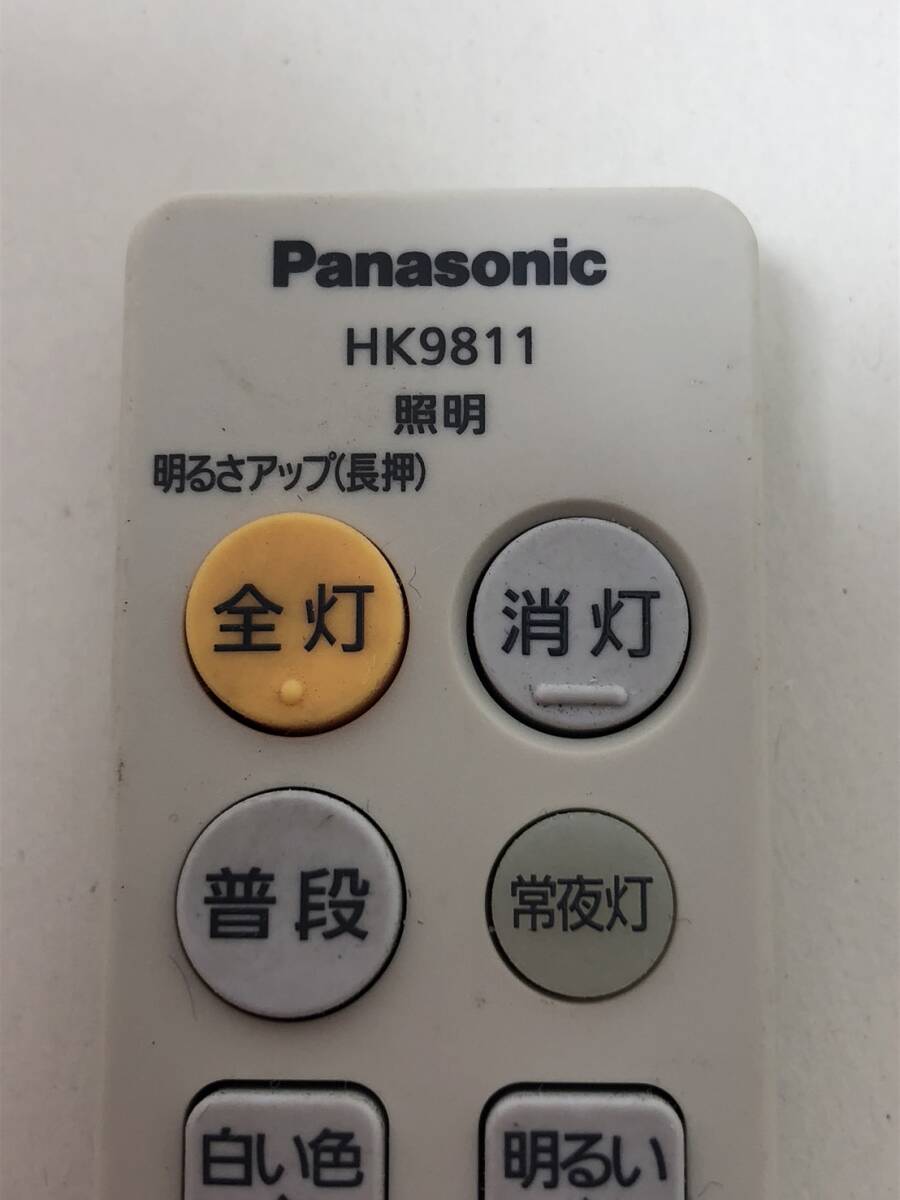 Panasonic
HK9811
照明
明るさアップ(長押)
全灯
消灯
普段
常夜灯
白い色
明るい